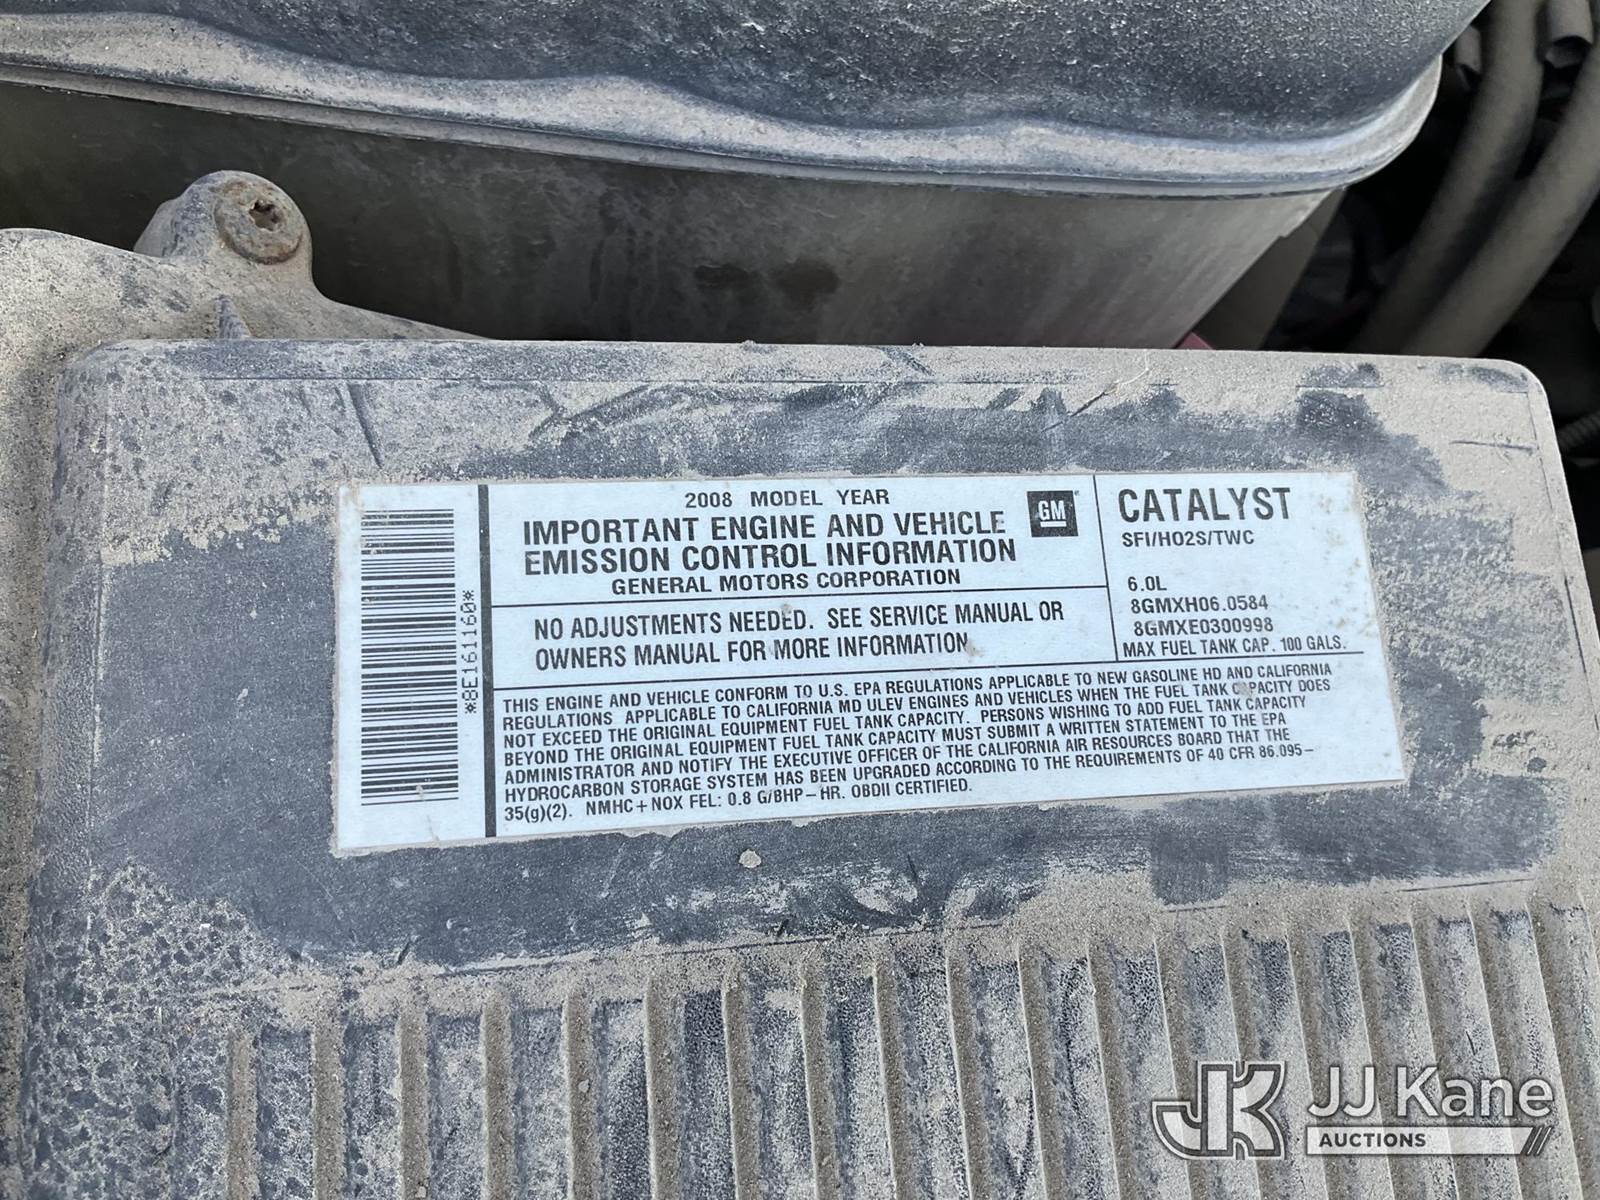 2008 MODEL YEAR
IMPORTANT ENGINE AND VEHICLE
EMISSION CONTROL INFORMATION
GENERAL MOTORS CORPORATION
GM
NO ADJUSTMENTS NEEDED. SEE SERVICE MANUAL OR
OWNERS MANUAL FOR MORE INFORMATION
CATALYST
SFI/HO2S/TWC
6.0L
8GMXH06.0584
8GMXE0300998
MAX FUEL TANK CAP. 100 GALS.
THIS ENGINE AND VEHICLE CONFORM TO U.S. EPA REGULATIONS APPLICABLE TO NEW GASOLINE HD AND CALIFORNIA
REGULATIONS APPLICABLE TO CALIFORNIA MD ULEV ENGINES AND VEHICLES WHEN THE FUEL TANK CAPACITY DOES
NOT EXCEED THE ORIGINAL EQUIPMENT FUEL TANK CAPACITY. PERSONS WISHING TO ADD FUEL TANK CAPACITY
BEYOND THE ORIGINAL EQUIPMENT FUEL TANK CAPACITY MUST SUBMIT A WRITTEN STATEMENT TO THE EPA
ADMINISTRATOR AND NOTIFY THE EXECUTIVE OFFICER OF THE CALIFORNIA AIR RESOURCES BOARD THAT THE
HYDROCARBON STORAGE SYSTEM HAS BEEN UPGRADED ACCORDING TO THE REQUIREMENTS OF 40 CFR 86.095–
35(g)(2). NMHC+NOX FEL: 0.8 G/BHP–HR. OBDII CERTIFIED.
*8E161160*
JK JJ Kane
AUCTIONS